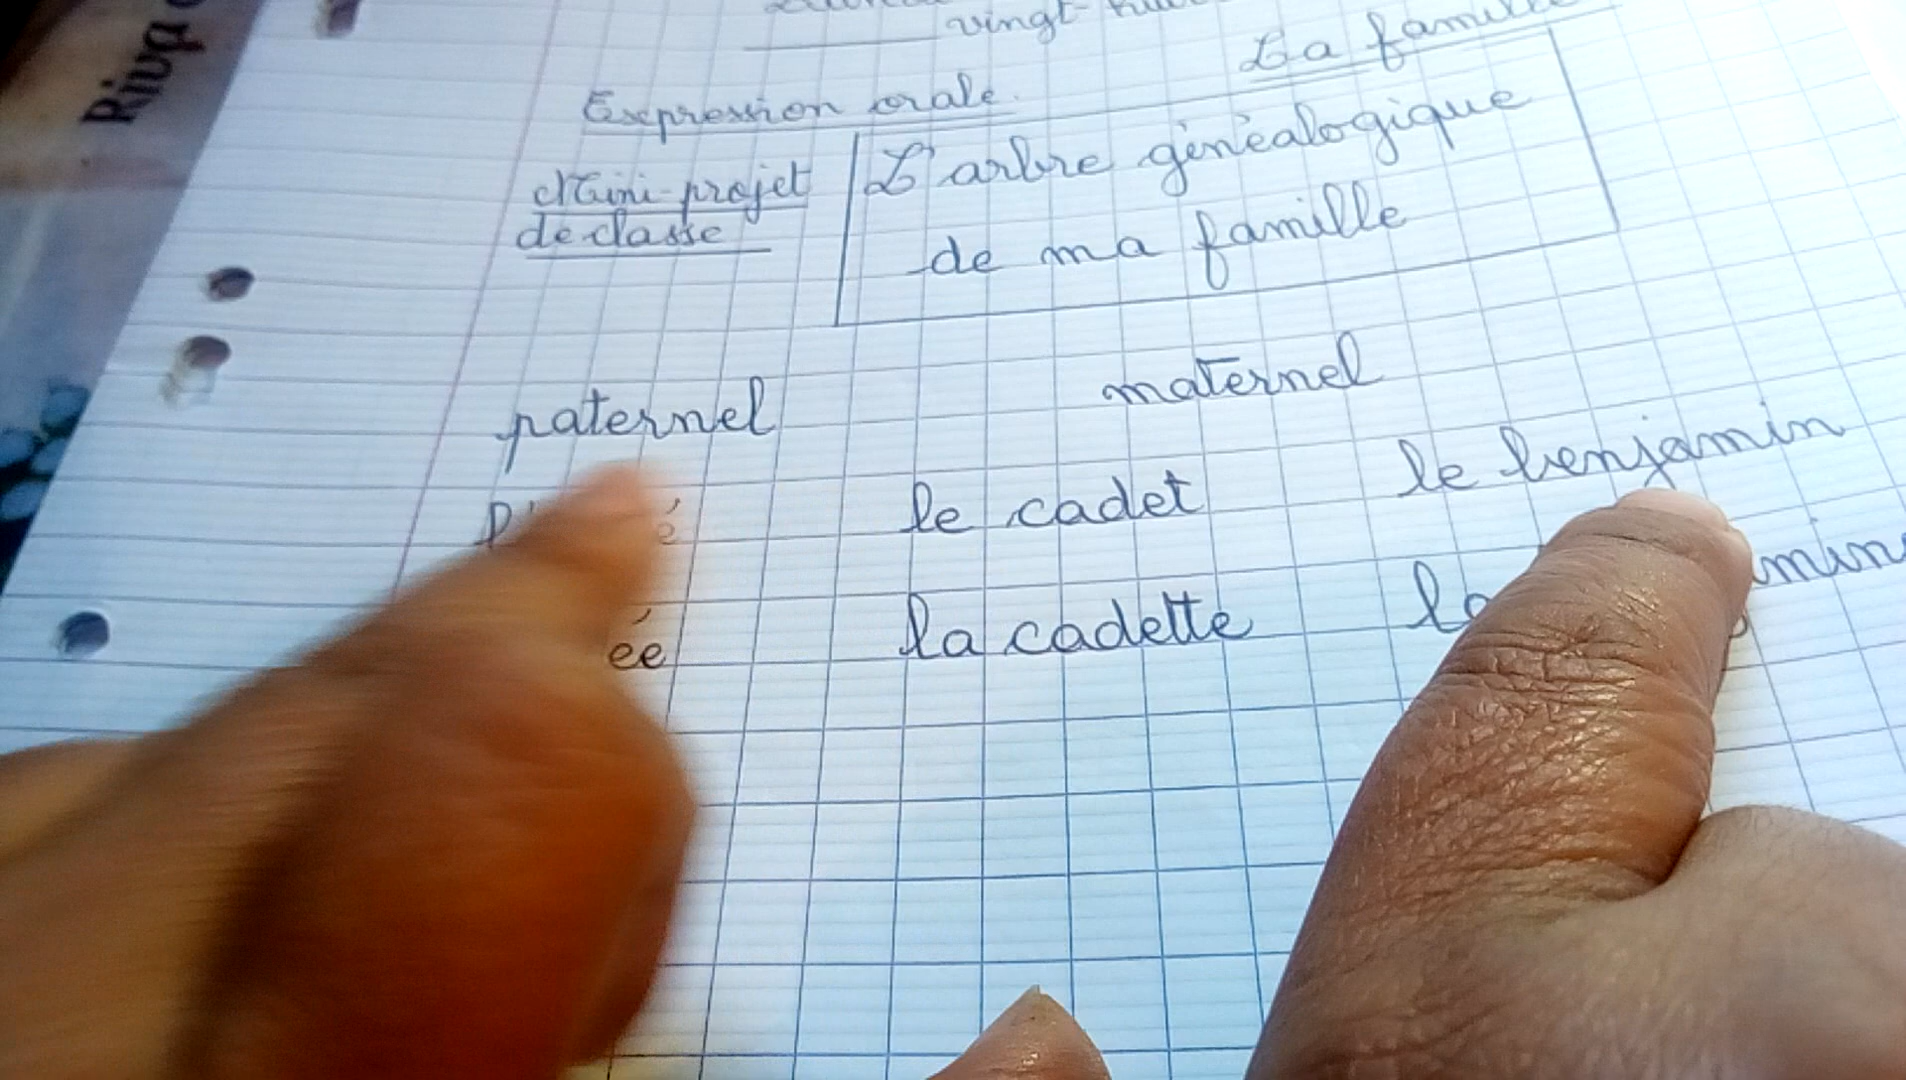 Riva
vingt-
La famille
Expression orale.
Mini-projet
de classe
L'arbre généalogique
de ma famille
paternel
maternel
le cadet
le benjamin
la cadette